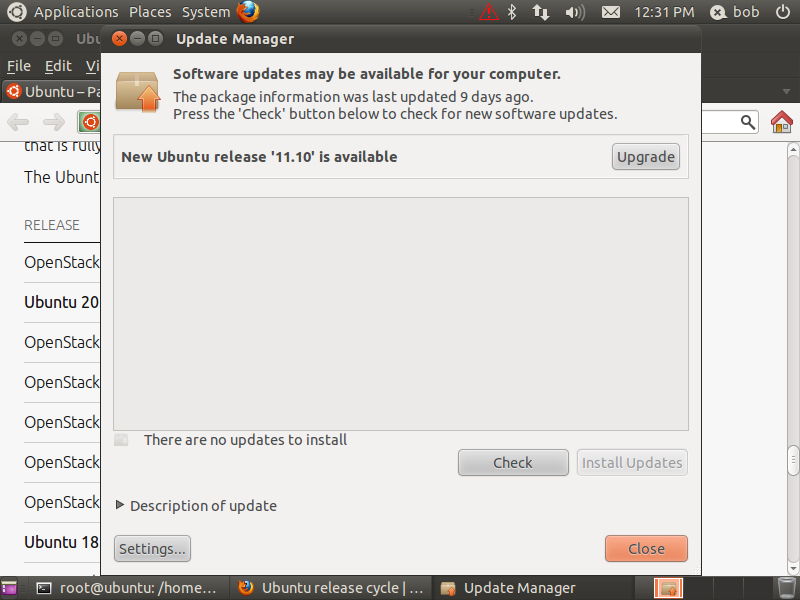 Applications Places System 12:31 PM bob
Ubu Update Manager
File Edit Vi
Ubuntu – Pa
Software updates may be available for your computer.
The package information was last updated 9 days ago.
Press the 'Check' button below to check for new software updates.
that is fully
New Ubuntu release '11.10' is available Upgrade
The Ubunt
RELEASE
OpenStack
Ubuntu 20
OpenStack
OpenStack
OpenStack
There are no updates to install
OpenStack
Check Install Updates
OpenStack
Description of update
Ubuntu 18
Settings... Close
root@ubuntu: /home... Ubuntu release cycle | ... Update Manager